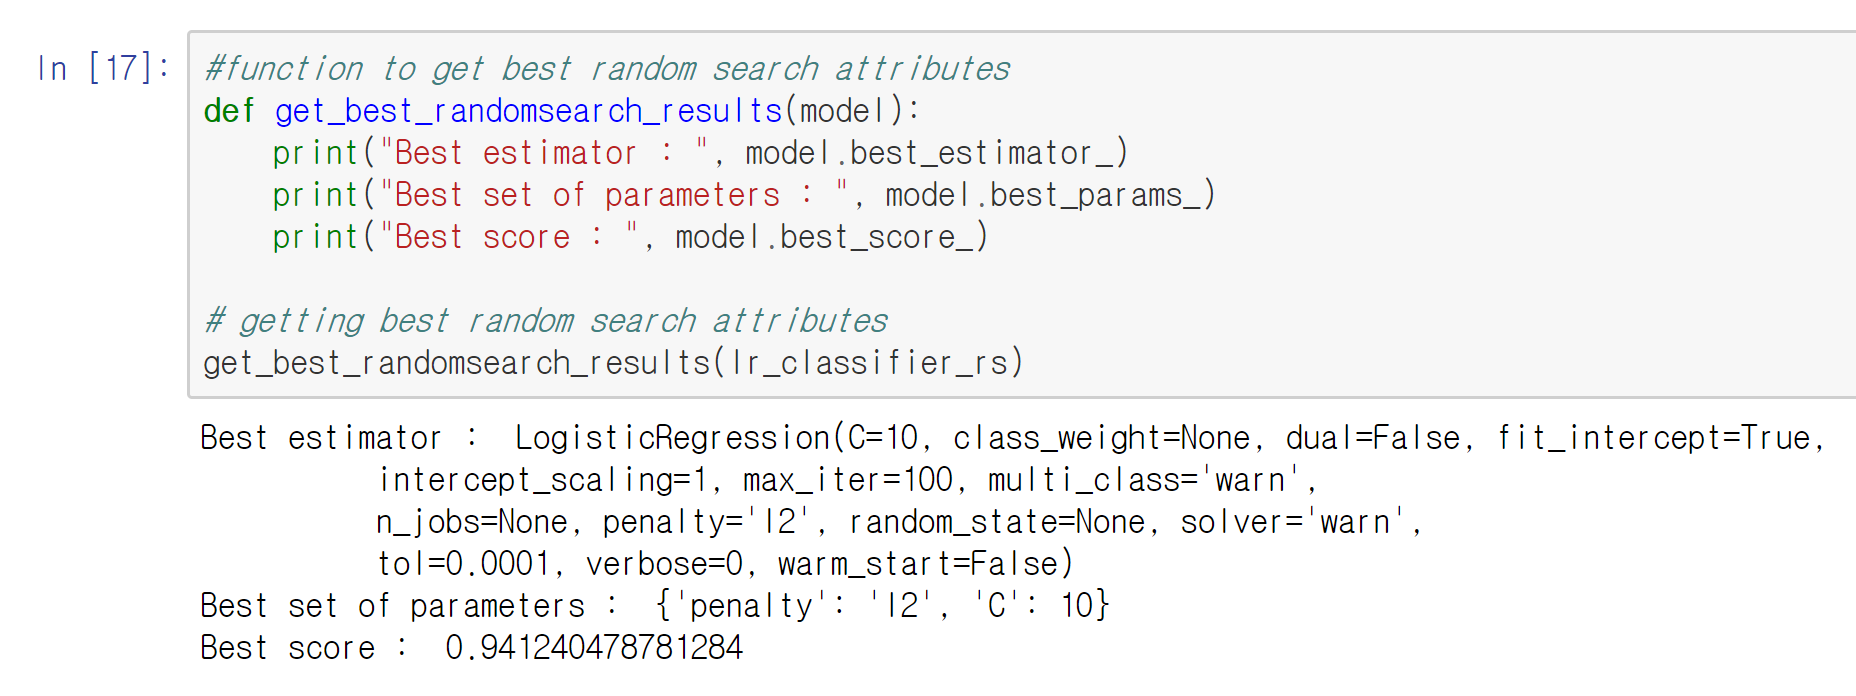 In [17]: #function to get best random search attributes
def get_best_randomsearch_results(model):
    print("Best estimator : ", model.best_estimator_)
    print("Best set of parameters : ", model.best_params_)
    print("Best score : ", model.best_score_)
# getting best random search attributes
get_best_randomsearch_results(lr_classifier_rs)
Best estimator :  LogisticRegression(C=10, class_weight=None, dual=False, fit_intercept=True,
          intercept_scaling=1, max_iter=100, multi_class='warn',
          n_jobs=None, penalty='l2', random_state=None, solver='warn',
          tol=0.0001, verbose=0, warm_start=False)
Best set of parameters :  {'penalty': 'l2', 'C': 10}
Best score :  0.941240478781284